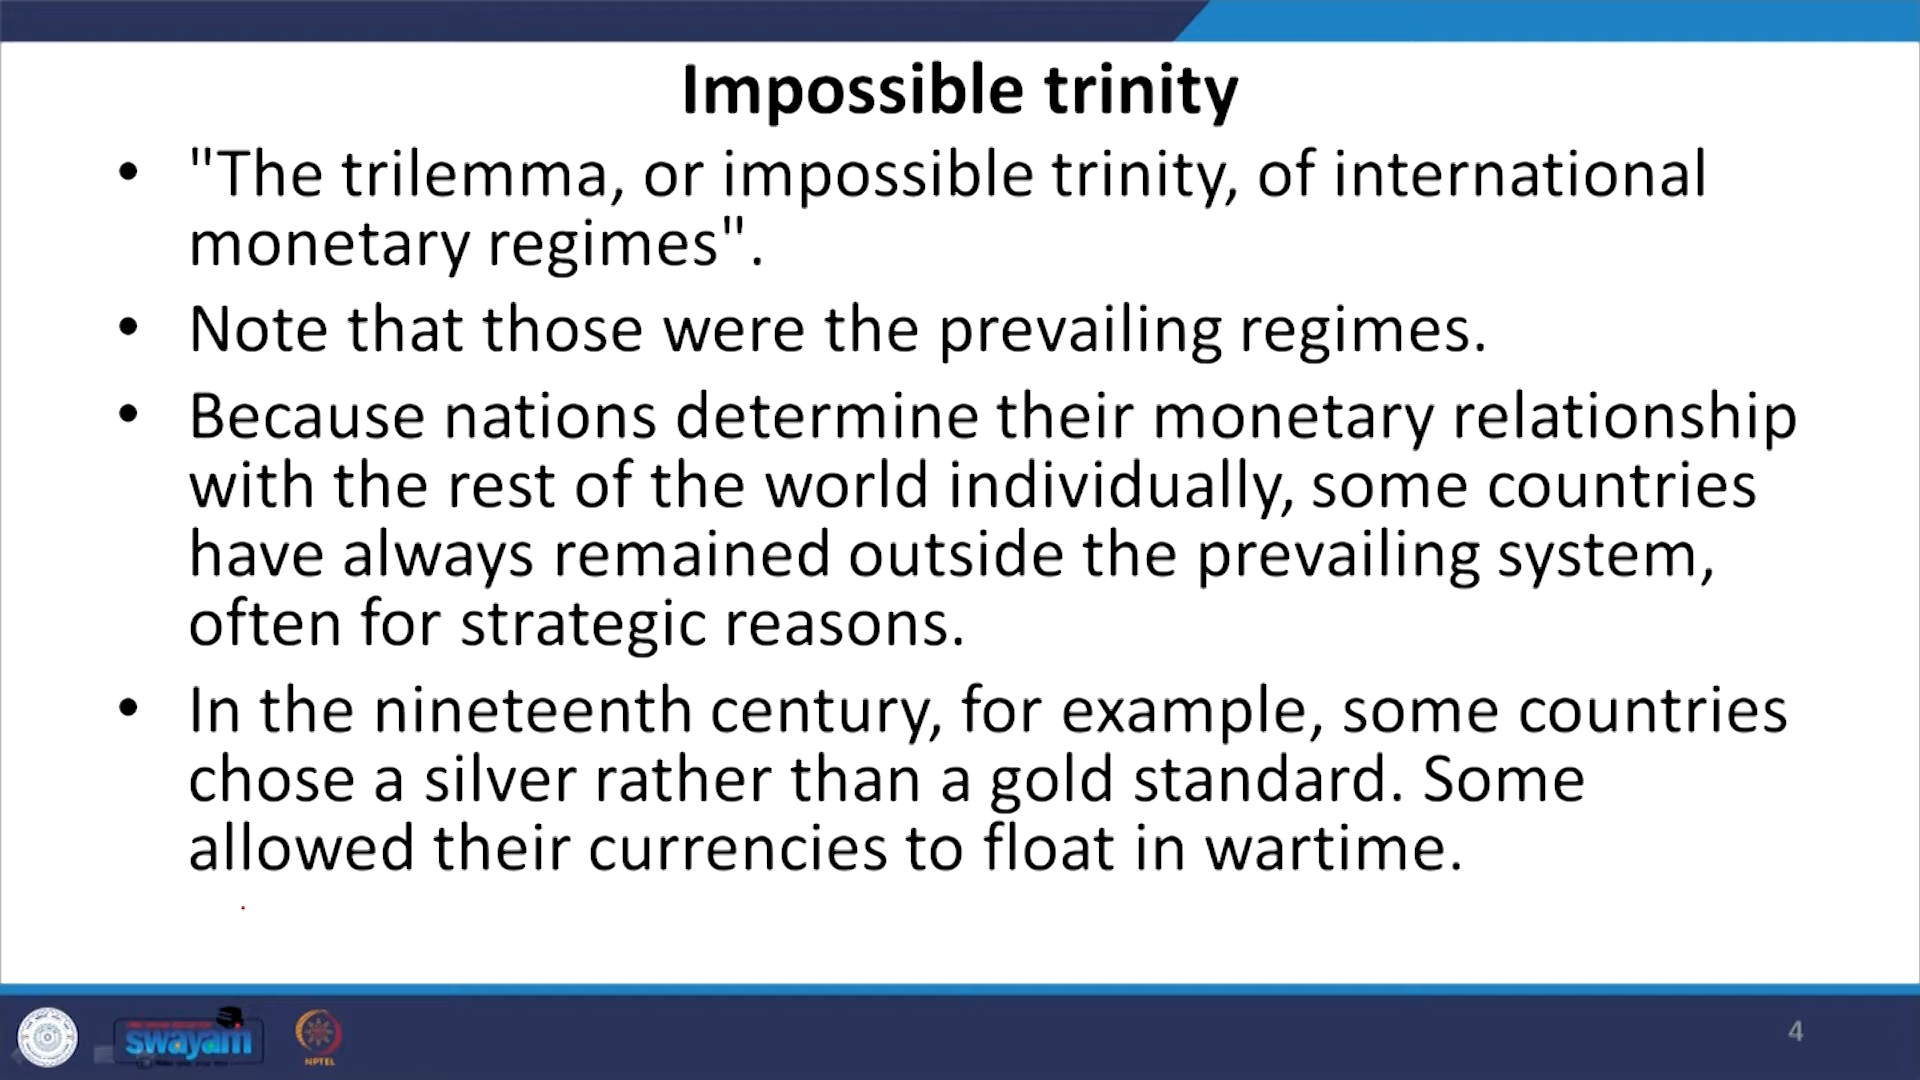 Impossible trinity
• "The trilemma, or impossible trinity, of international
monetary regimes".
• Note that those were the prevailing regimes.
• Because nations determine their monetary relationship
with the rest of the world individually, some countries
have always remained outside the prevailing system,
often for strategic reasons.
• In the nineteenth century, for example, some countries
chose a silver rather than a gold standard. Some
allowed their currencies to float in wartime.
swayam
NPTEL
4